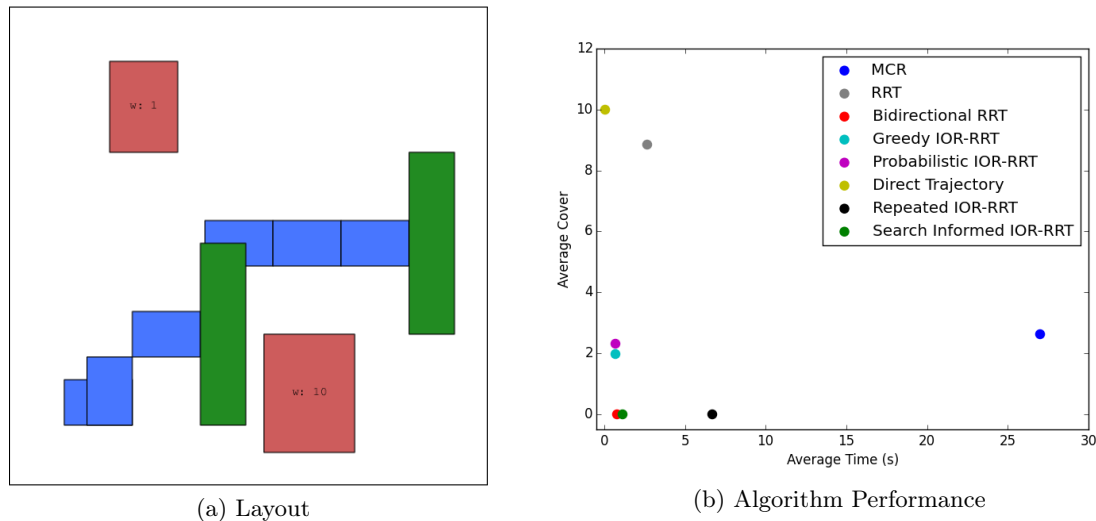 w: 1
w: 10
(a) Layout
12
10
8
6
4
2
0
Average Cover
0 5 10 15 20 25 30
Average Time (s)
MCR
RRT
Bidirectional RRT
Greedy IOR-RRT
Probabilistic IOR-RRT
Direct Trajectory
Repeated IOR-RRT
Search Informed IOR-RRT
(b) Algorithm Performance